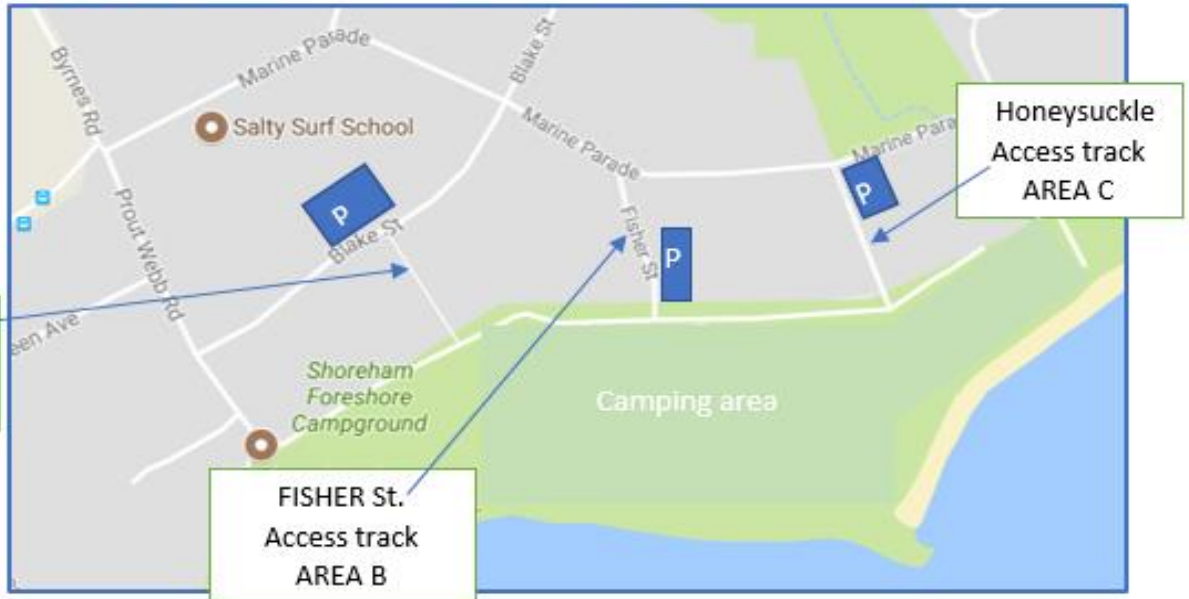 Byrnes Rd
Marine Parade
Blake St
Salty Surf School
P
Marine Parade
Marine Para
P
Honeysuckle
Access track
AREA C
Prout Webb Rd
Blake St
Fisher St
P
een Ave
Shoreham
Foreshore
Campground
Camping area
FISHER St.
Access track
AREA B